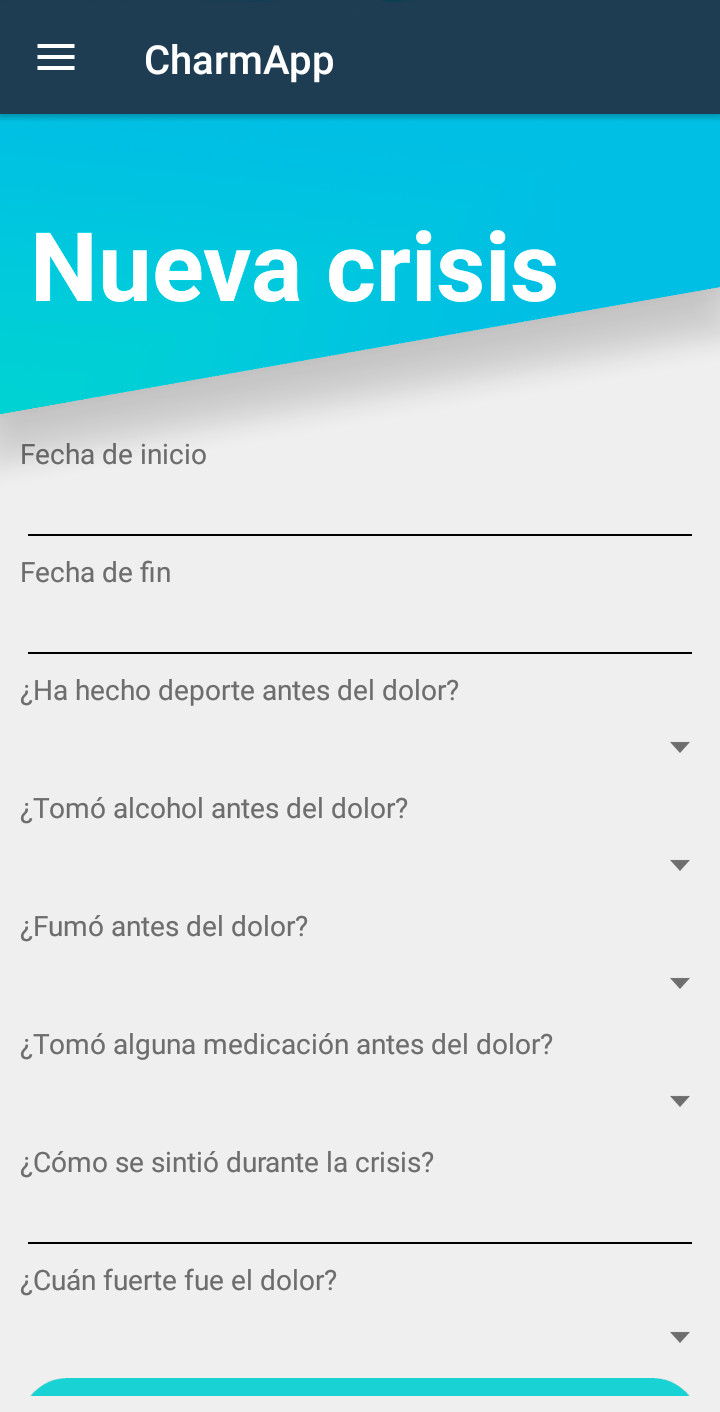 CharmApp
Nueva crisis
Fecha de inicio
Fecha de fin
¿Ha hecho deporte antes del dolor?
¿Tomó alcohol antes del dolor?
¿Fumó antes del dolor?
¿Tomó alguna medicación antes del dolor?
¿Cómo se sintió durante la crisis?
¿Cuán fuerte fue el dolor?